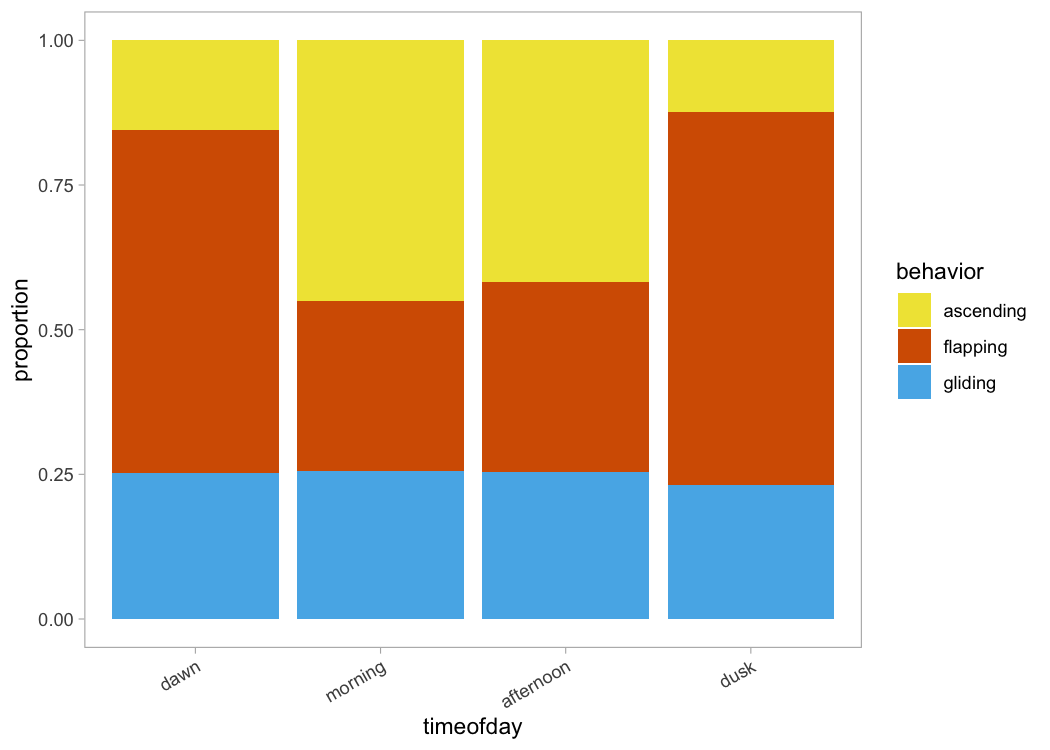 1.00
0.75
0.50
0.25
0.00
proportion
dawn
morning
afternoon
dusk
timeofday
behavior
ascending
flapping
gliding